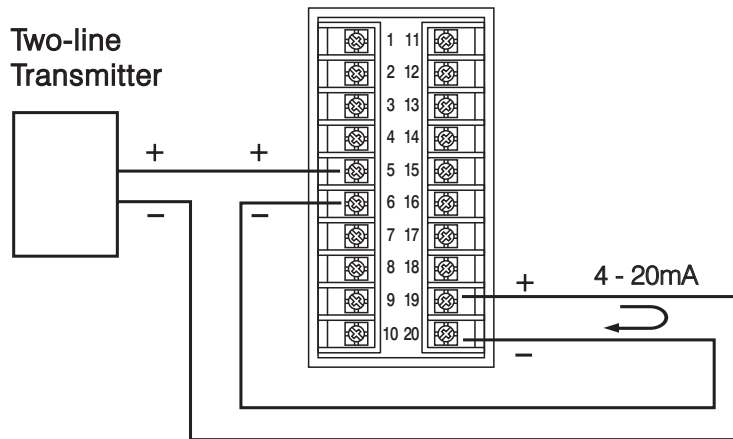 Two-line
Transmitter
1 11
2 12
3 13
4 14
+ + 5 15
− − 6 16
7 17
8 18
+ 4 - 20mA
9 19
10 20
−